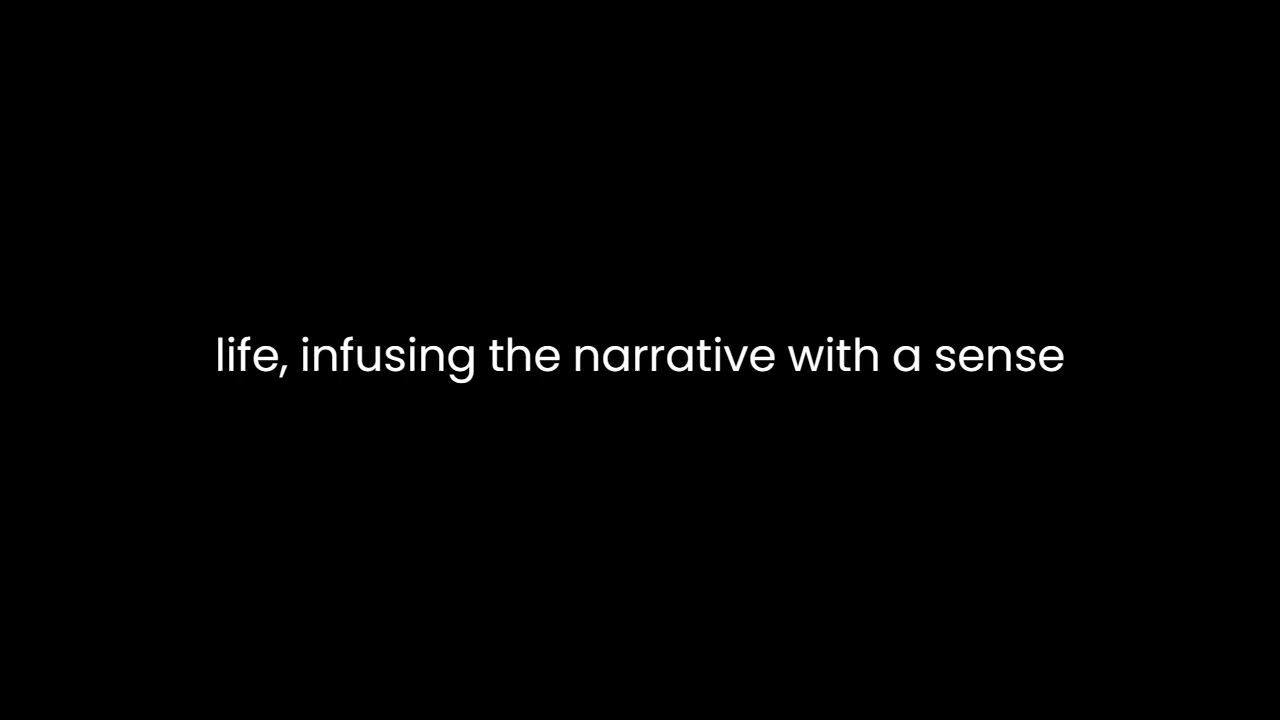 life, infusing the narrative with a sense